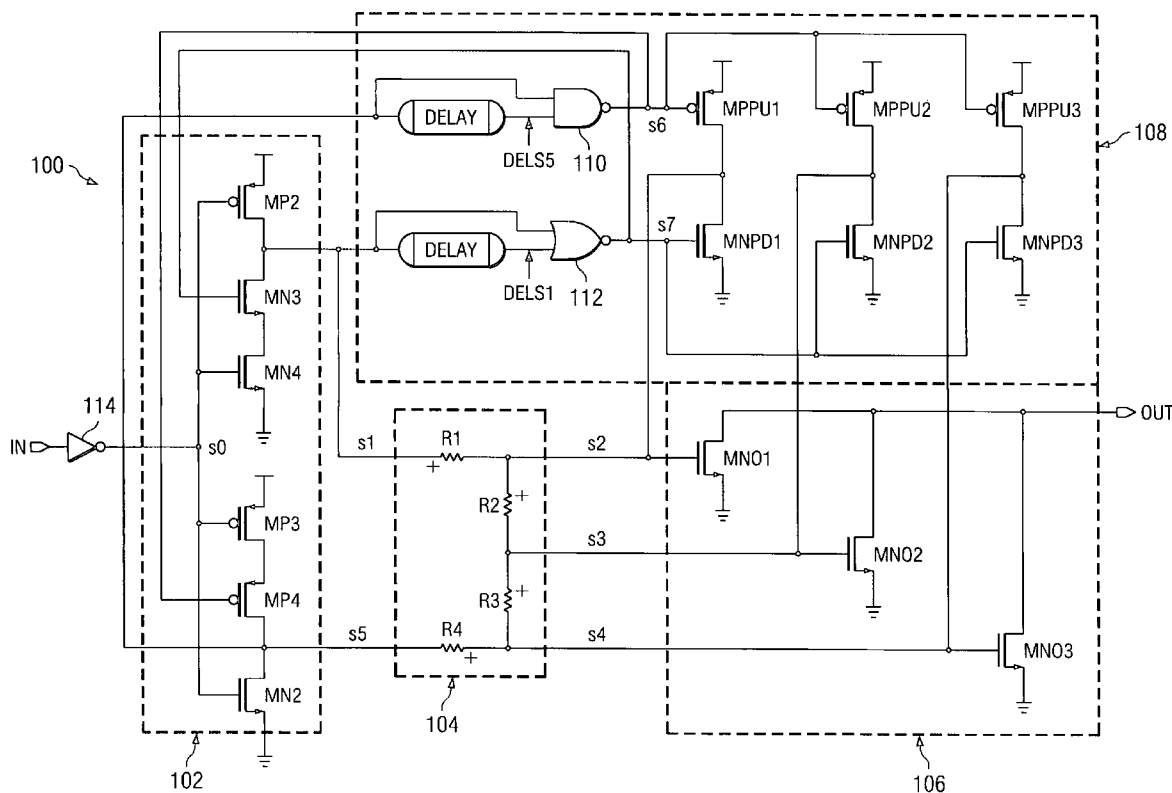 100
MP2
MN3
MN4
IN
114
s0
MP3
MP4
MN2
102
DELAY
DELS5
110
s6
MPPU1
MPPU2
MPPU3
108
DELAY
DELS1
112
s7
MNPD1
MNPD2
MNPD3
s1
R1
+
s2
R2
+
s3
R3
+
s5
R4
+
s4
104
MNO1
MNO2
MNO3
OUT
106